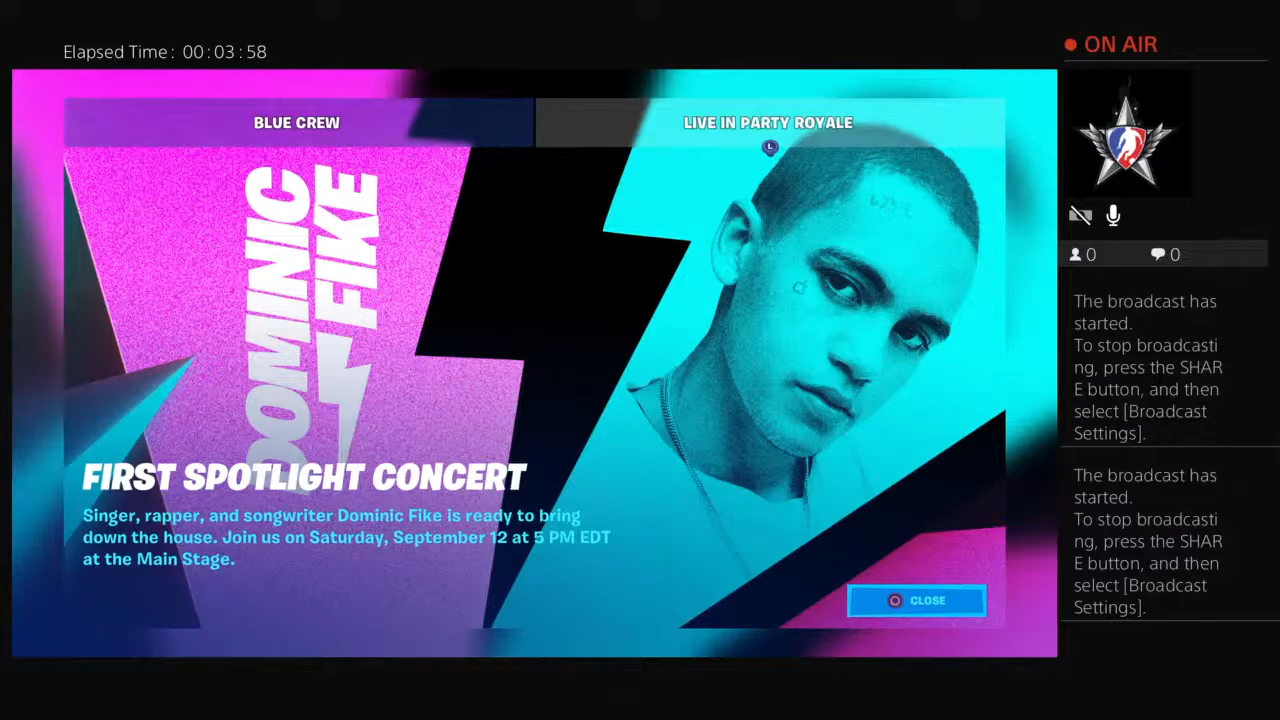 Elapsed Time: 00:03:58
ON AIR
BLUE CREW
LIVE IN PARTY ROYALE
L
DOMINIC
FIKE
FIRST SPOTLIGHT CONCERT
Singer, rapper, and songwriter Dominic Fike is ready to bring
down the house. Join us on Saturday, September 12 at 5 PM EDT
at the Main Stage.
CLOSE
0
0
The broadcast has
started.
To stop broadcasti
ng, press the SHAR
E button, and then
select [Broadcast
Settings].
The broadcast has
started.
To stop broadcasti
ng, press the SHAR
E button, and then
select [Broadcast
Settings].